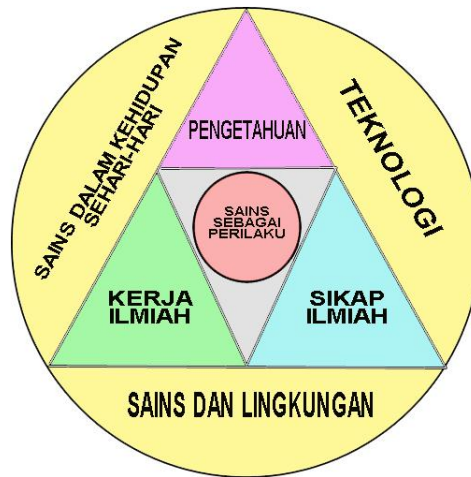 PENGETAHUAN
SAINS DALAM KEHIDUPAN
SEHARI-HARI
TEKNOLOGI
SAINS
SEBAGAI
PERILAKU
KERJA
ILMIAH
SIKAP
ILMIAH
SAINS DAN LINGKUNGAN